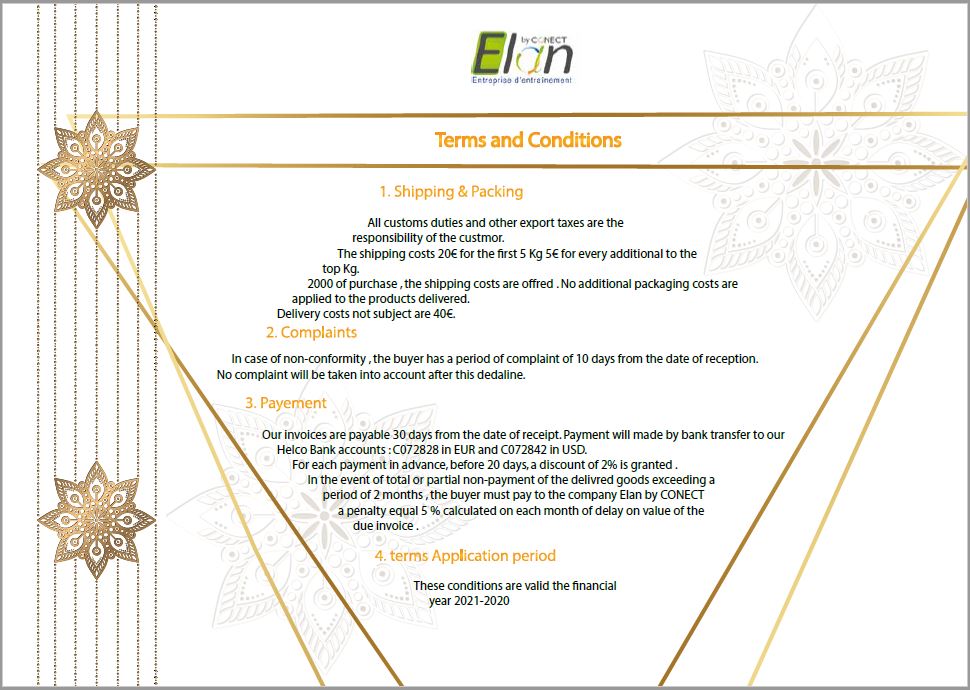 by CONECT
Elan
Entreprise d'entraînement
Terms and Conditions
1. Shipping & Packing
All customs duties and other export taxes are the
responsibility of the custmor.
The shipping costs 20€ for the first 5 Kg 5€ for every additional to the
top Kg.
2000 of purchase , the shipping costs are offred . No additional packaging costs are
applied to the products delivered.
Delivery costs not subject are 40€.
2. Complaints
In case of non-conformity , the buyer has a period of complaint of 10 days from the date of reception.
No complaint will be taken into account after this dedaline.
3. Payement
Our invoices are payable 30 days from the date of receipt. Payment will made by bank transfer to our
Helco Bank accounts : C072828 in EUR and C072842 in USD.
For each payment in advance, before 20 days, a discount of 2% is granted .
In the event of total or partial non-payment of the delivred goods exceeding a
period of 2 months , the buyer must pay to the company Elan by CONECT
a penalty equal 5 % calculated on each month of delay on value of the
due invoice .
4. terms Application period
These conditions are valid the financial
year 2021-2020